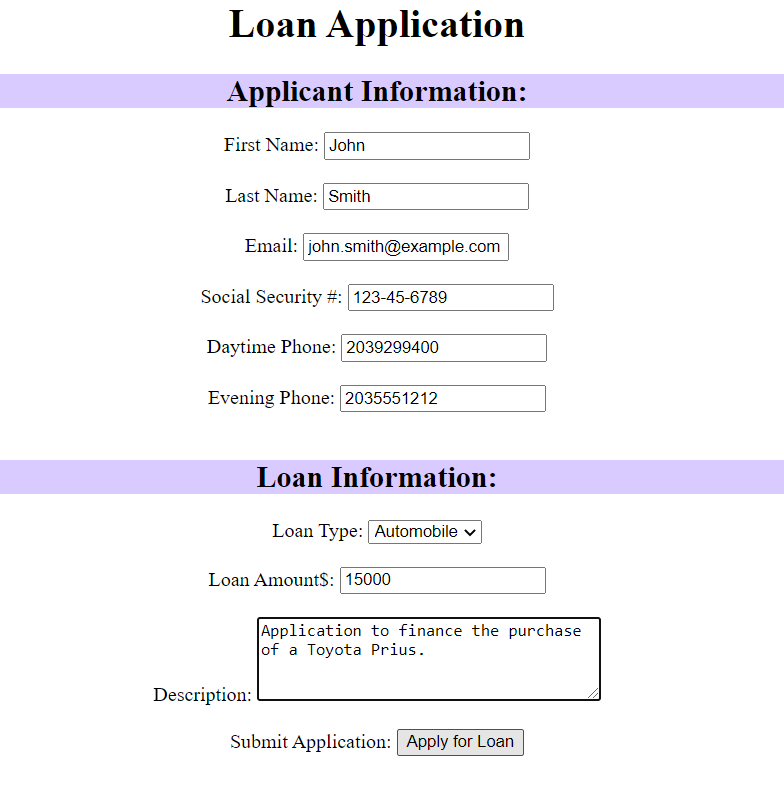 Loan Application
Applicant Information:
First Name: John
Last Name: Smith
Email: john.smith@example.com
Social Security #: 123-45-6789
Daytime Phone: 2039299400
Evening Phone: 2035551212
Loan Information:
Loan Type: Automobile
Loan Amount$: 15000
Application to finance the purchase
of a Toyota Prius.
Description:
Submit Application: Apply for Loan